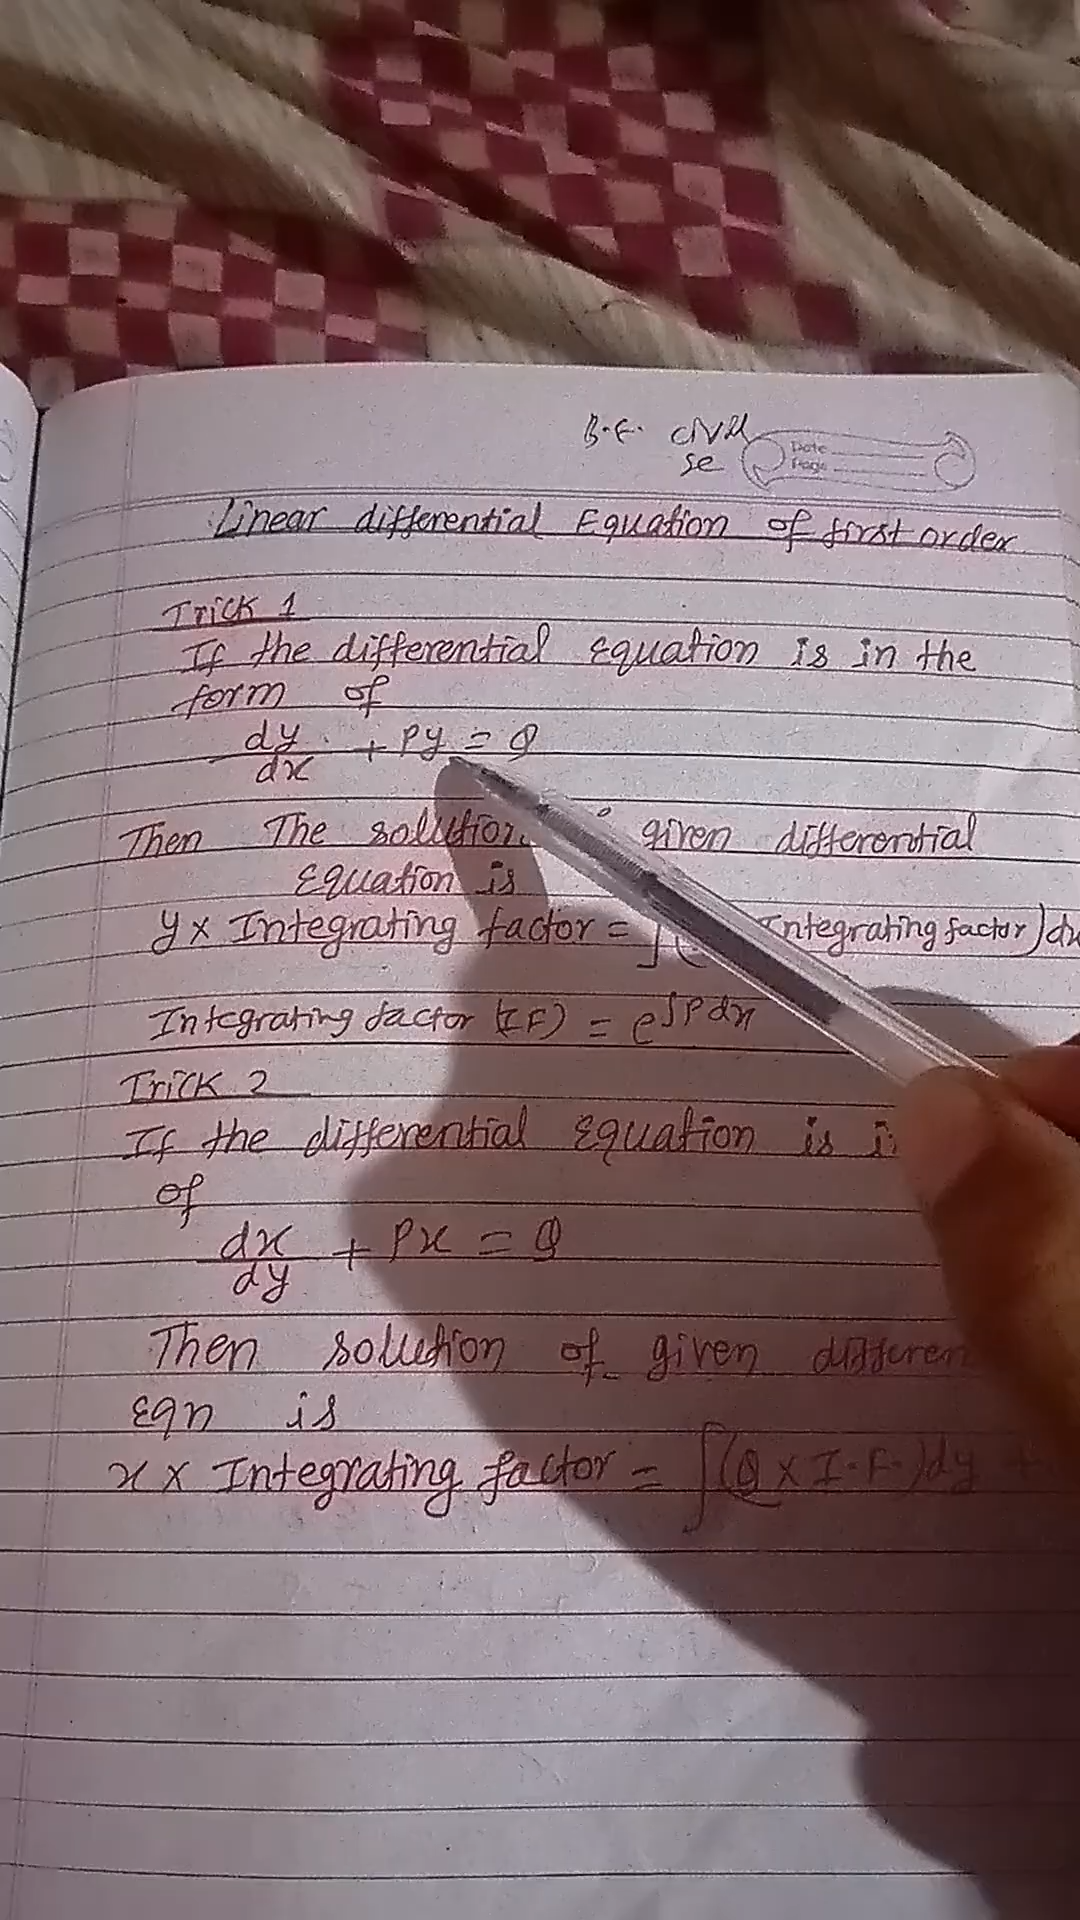 B.E. civil
se
Date
Page
Linear differential Equation of first order
Trick 1
If the differential Equation is in the
form of
dy/dx + Py = Q
Then The solution given differential
Equation is
y x Integrating factor = ∫( Integrating factor) dx
Integrating factor (IF) = e^∫P dx
Trick 2
If the differential Equation is
of
dx/dy + Px = Q
Then solution of given
Eqn is
x x Integrating factor = ∫(Q x I.F.)dy +